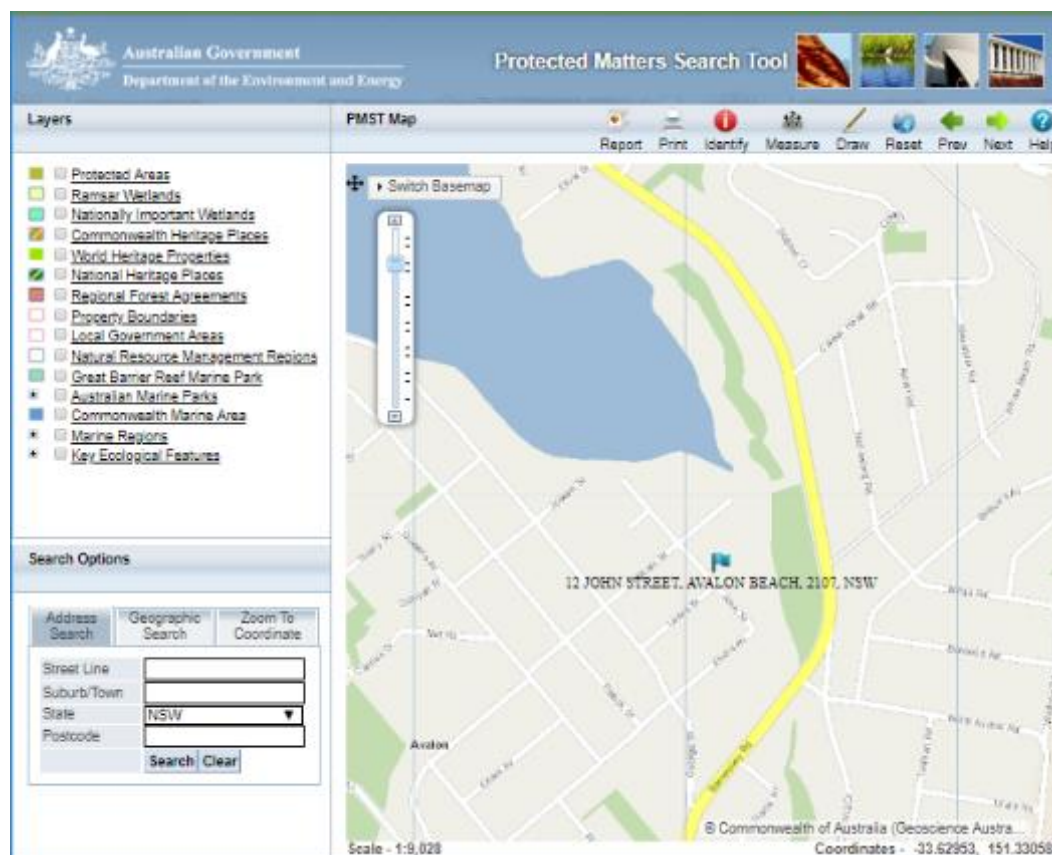 Australian Government
Department of the Environment and Energy
Protected Matters Search Tool
Layers
PMST Map
Report Print Identify Measure Draw Reset Prev Next Help
Protected Areas
Ramsar Wetlands
Nationally Important Wetlands
Commonwealth Heritage Places
World Heritage Properties
National Heritage Places
Regional Forest Agreements
Property Boundaries
Local Government Areas
Natural Resource Management Regions
Great Barrier Reef Marine Park
Australian Marine Parks
Commonwealth Marine Area
Marine Regions
Key Ecological Features
Switch Basemap
12 JOHN STREET, AVALON BEACH, 2107, NSW
Avalon
Search Options
Address Search
Geographic Search
Zoom To Coordinate
Street Line
Suburb/Town
State NSW
Postcode
Search Clear
© Commonwealth of Australia (Geoscience Austra...
Scale - 1:9,028
Coordinates - -33.62953, 151.33058